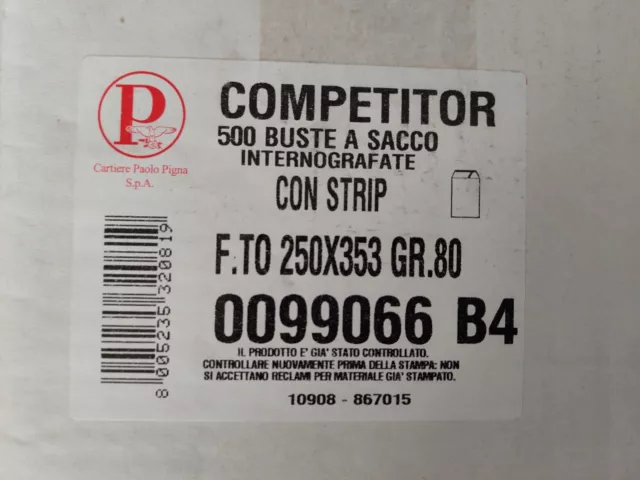 P
Cartiere Paolo Pigna
S.p.A.
COMPETITOR
500 BUSTE A SACCO
INTERNOGRAFATE
CON STRIP
F.TO 250X353 GR.80
0099066 B4
IL PRODOTTO E' GIA' STATO CONTROLLATO.
CONTROLLARE NUOVAMENTE PRIMA DELLA STAMPA: NON
SI ACCETTANO RECLAMI PER MATERIALE GIA' STAMPATO.
10908 - 867015
8 005235 320819